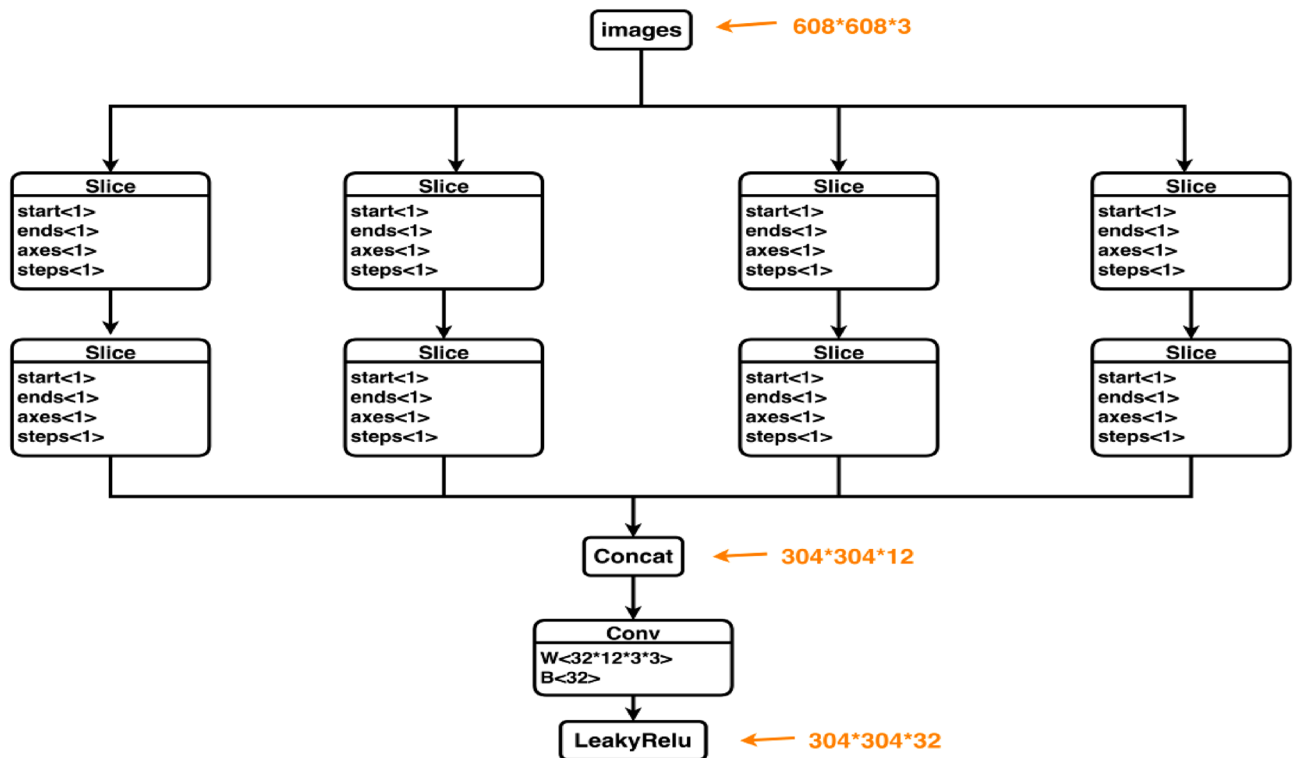 images
608*608*3
Slice
start<1>
ends<1>
axes<1>
steps<1>
Slice
start<1>
ends<1>
axes<1>
steps<1>
Slice
start<1>
ends<1>
axes<1>
steps<1>
Slice
start<1>
ends<1>
axes<1>
steps<1>
Slice
start<1>
ends<1>
axes<1>
steps<1>
Slice
start<1>
ends<1>
axes<1>
steps<1>
Slice
start<1>
ends<1>
axes<1>
steps<1>
Slice
start<1>
ends<1>
axes<1>
steps<1>
Concat
304*304*12
Conv
W<32*12*3*3>
B<32>
LeakyRelu
304*304*32